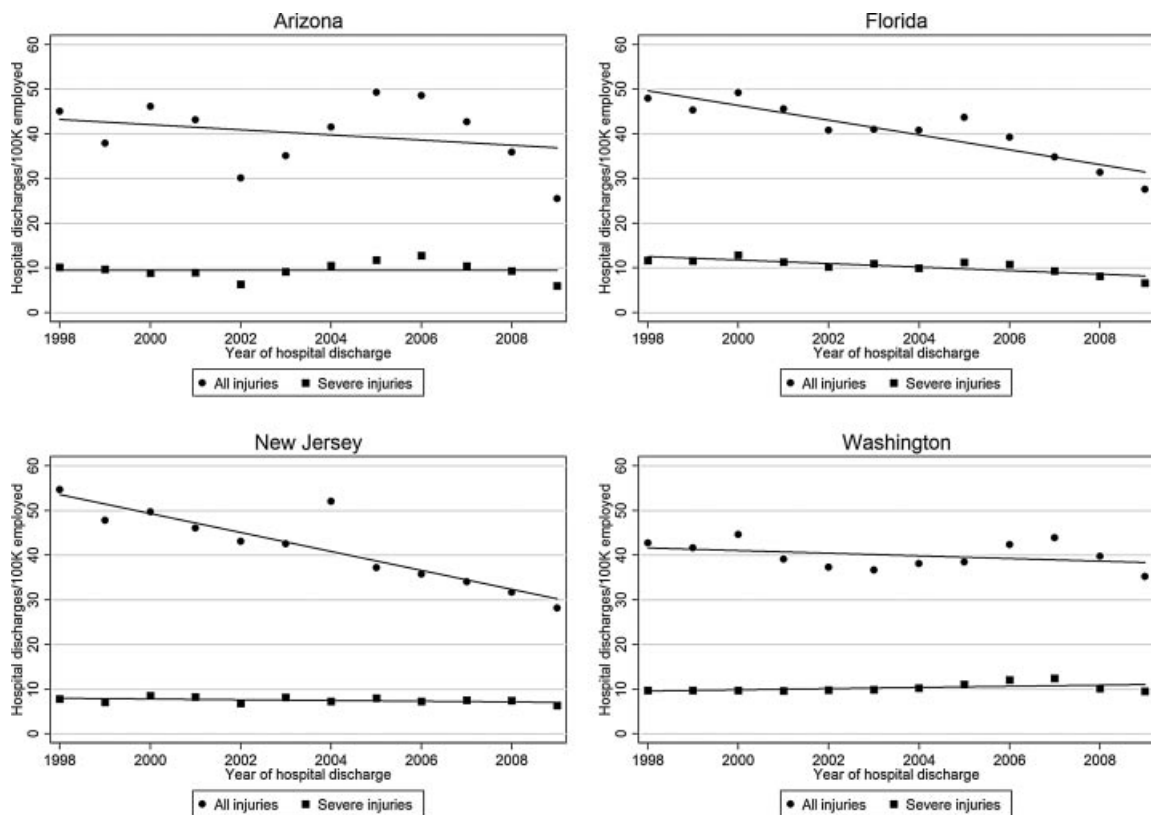 Arizona
Hospital discharges/100K employed
60
50
40
30
20
10
0
1998 2000 2002 2004 2006 2008
Year of hospital discharge
All injuries Severe injuries
Florida
Hospital discharges/100K employed
60
50
40
30
20
10
0
1998 2000 2002 2004 2006 2008
Year of hospital discharge
All injuries Severe injuries
New Jersey
Hospital discharges/100K employed
60
50
40
30
20
10
0
1998 2000 2002 2004 2006 2008
Year of hospital discharge
All injuries Severe injuries
Washington
Hospital discharges/100K employed
60
50
40
30
20
10
0
1998 2000 2002 2004 2006 2008
Year of hospital discharge
All injuries Severe injuries